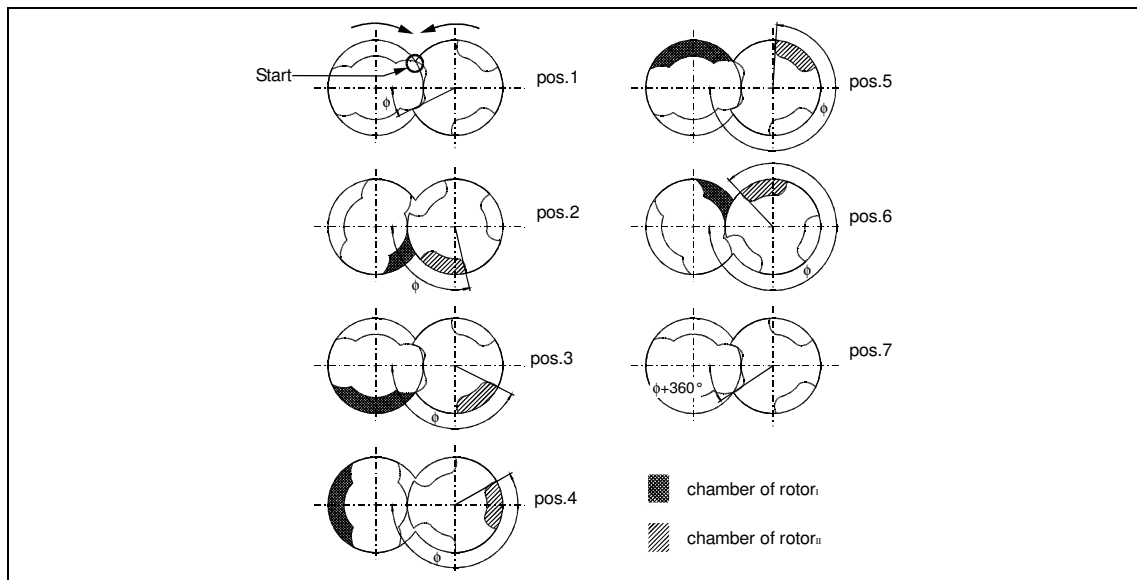 Start
ϕ
pos.1
ϕ
pos.2
ϕ
pos.3
ϕ
pos.4
ϕ
pos.5
ϕ
pos.6
ϕ+360°
pos.7
chamber of rotorI
chamber of rotorII